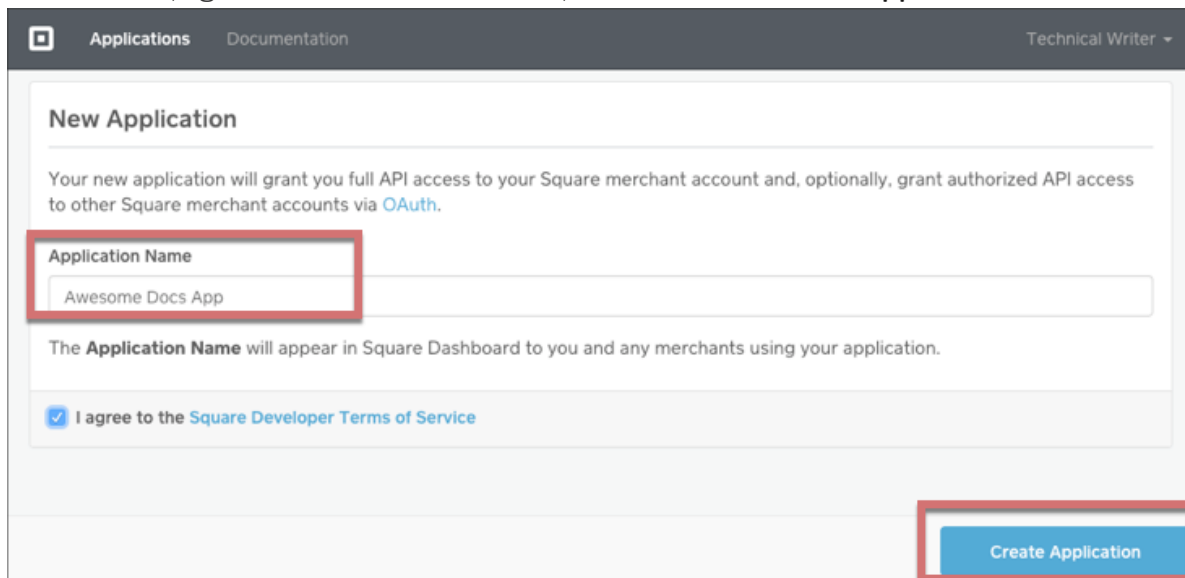 Applications Documentation Technical Writer
New Application
Your new application will grant you full API access to your Square merchant account and, optionally, grant authorized API access
to other Square merchant accounts via OAuth.
Application Name
Awesome Docs App
The Application Name will appear in Square Dashboard to you and any merchants using your application.
I agree to the Square Developer Terms of Service
Create Application